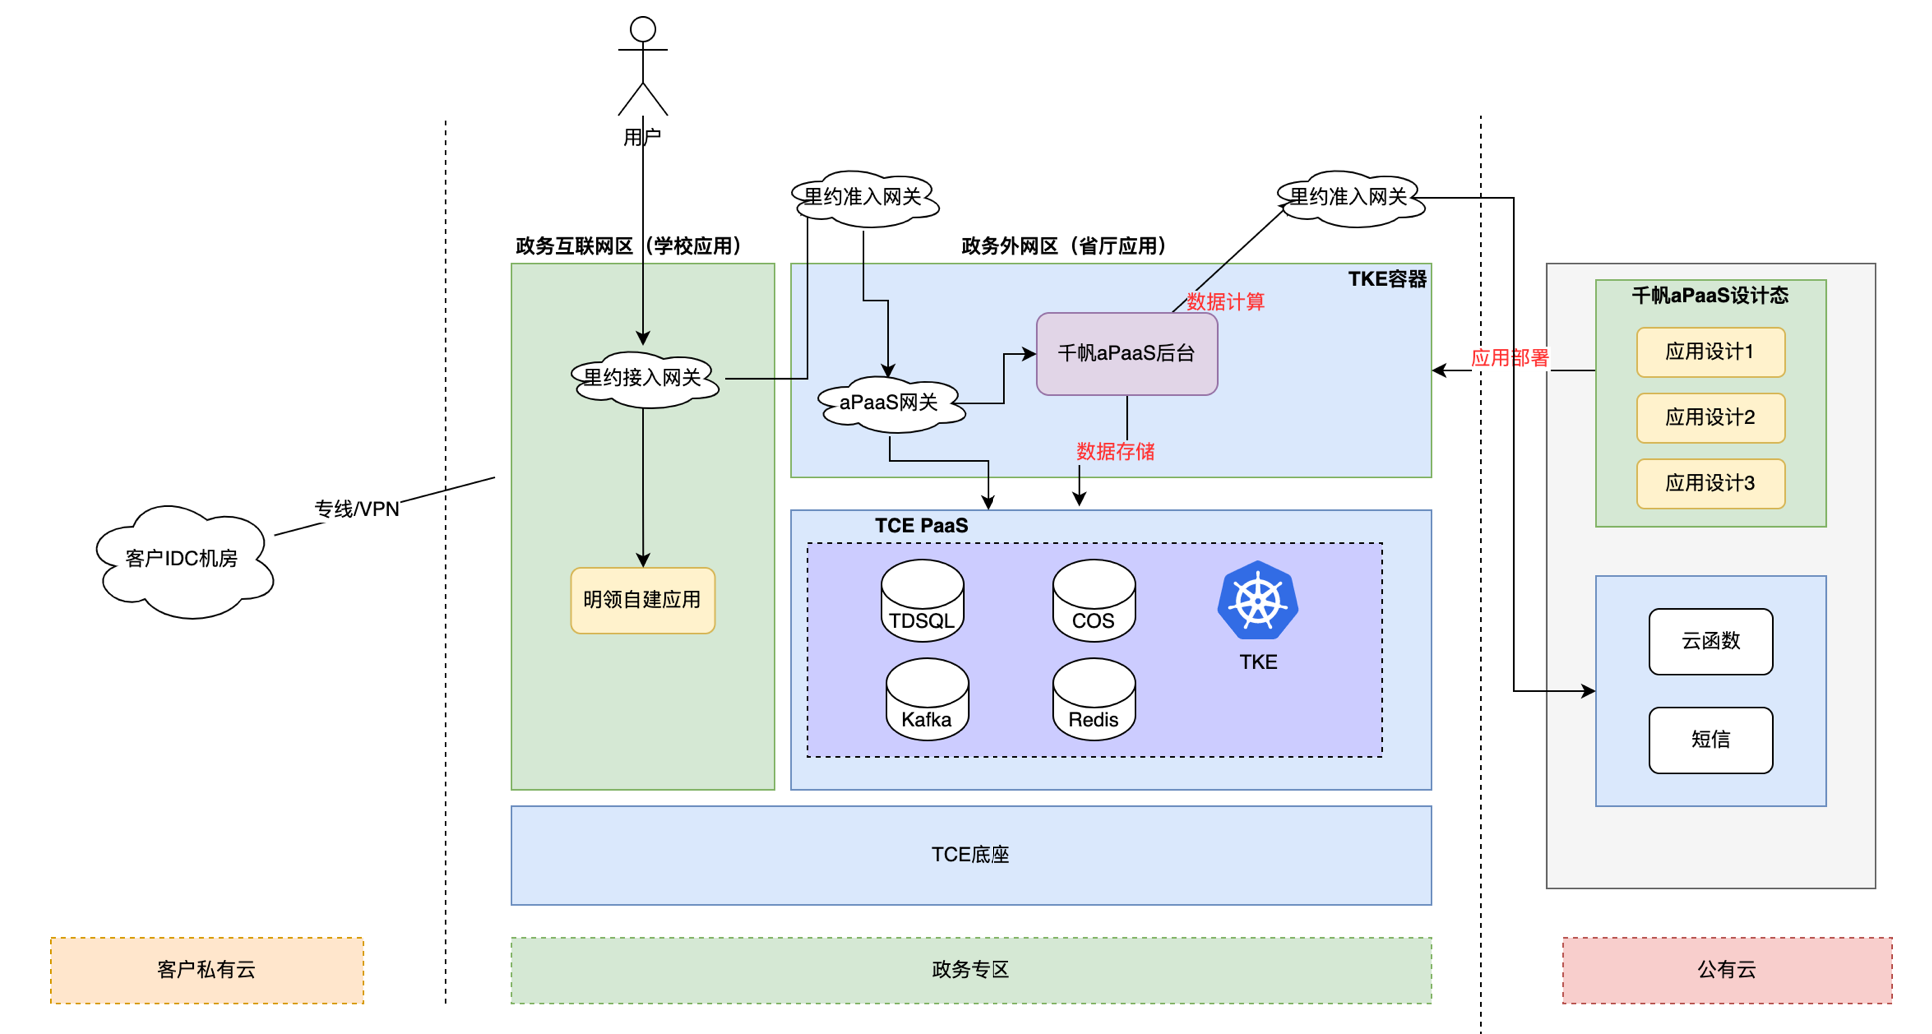 用户
里约准入网关
里约准入网关
政务互联网区（学校应用）
政务外网区（省厅应用）
TKE容器
千帆aPaaS设计态
数据计算
千帆aPaaS后台
应用设计1
应用部署
里约接入网关
aPaaS网关
应用设计2
数据存储
应用设计3
专线/VPN
TCE PaaS
客户IDC机房
明领自建应用
TDSQL
COS
云函数
TKE
Kafka
Redis
短信
TCE底座
客户私有云
政务专区
公有云